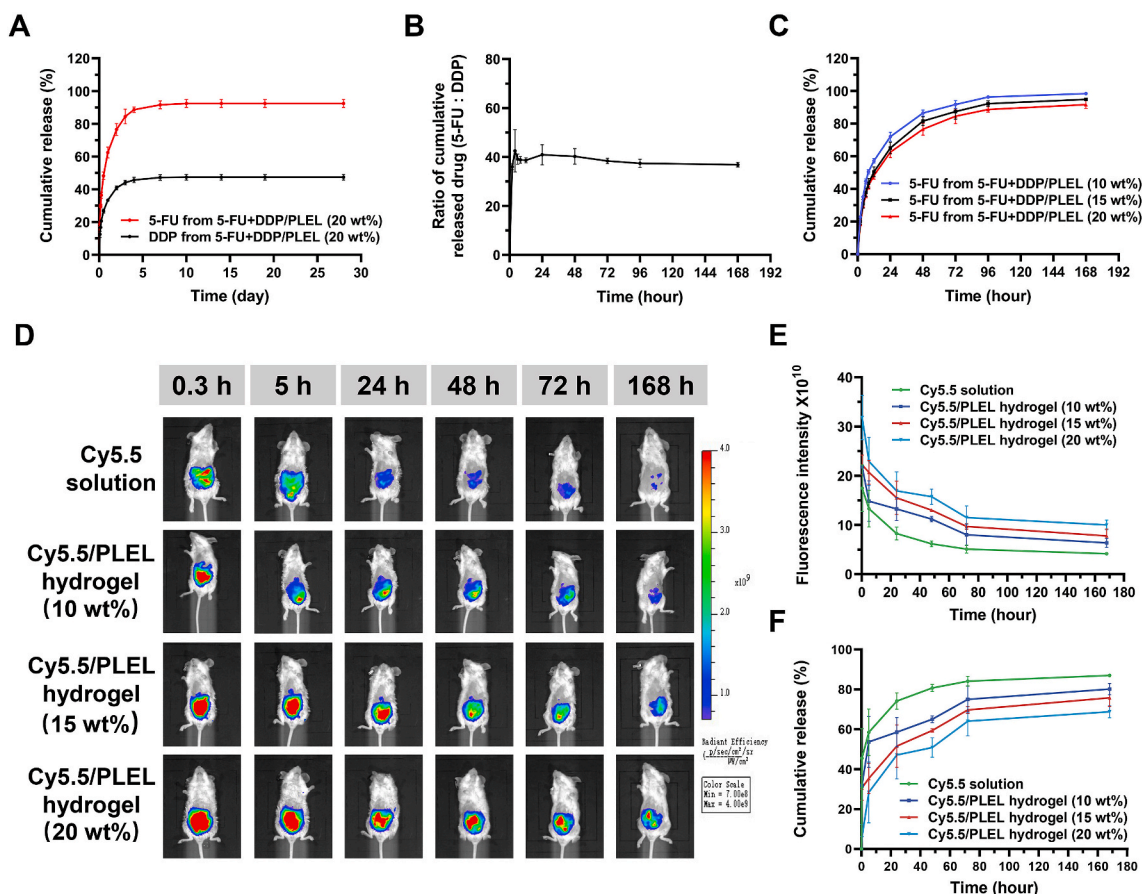 A
Cumulative release (%)
120
100
80
60
40
20
0
5-FU from 5-FU+DDP/PLEL (20 wt%)
DDP from 5-FU+DDP/PLEL (20 wt%)
0 5 10 15 20 25 30
Time (day)
B
Ratio of cumulative
released drug (5-FU : DDP)
80
60
40
20
0
0 24 48 72 96 120 144 168 192
Time (hour)
C
Cumulative release (%)
120
100
80
60
40
20
0
5-FU from 5-FU+DDP/PLEL (10 wt%)
5-FU from 5-FU+DDP/PLEL (15 wt%)
5-FU from 5-FU+DDP/PLEL (20 wt%)
0 24 48 72 96 120 144 168 192
Time (hour)
D
0.3 h 5 h 24 h 48 h 72 h 168 h
Cy5.5
solution
Cy5.5/PLEL
hydrogel
(10 wt%)
Cy5.5/PLEL
hydrogel
(15 wt%)
Cy5.5/PLEL
hydrogel
(20 wt%)
4.0
3.0
x10⁹
2.0
1.0
Radiant Efficiency
(p/sec/cm²/sr
µW/cm²)
Color Scale
Min = 7.00e8
Max = 4.00e9
E
Fluorescence intensity X10¹⁰
40
30
20
10
0
Cy5.5 solution
Cy5.5/PLEL hydrogel (10 wt%)
Cy5.5/PLEL hydrogel (15 wt%)
Cy5.5/PLEL hydrogel (20 wt%)
0 20 40 60 80 100 120 140 160 180
Time (hour)
F
Cumulative release (%)
100
80
60
40
20
0
Cy5.5 solution
Cy5.5/PLEL hydrogel (10 wt%)
Cy5.5/PLEL hydrogel (15 wt%)
Cy5.5/PLEL hydrogel (20 wt%)
0 20 40 60 80 100 120 140 160 180
Time (hour)